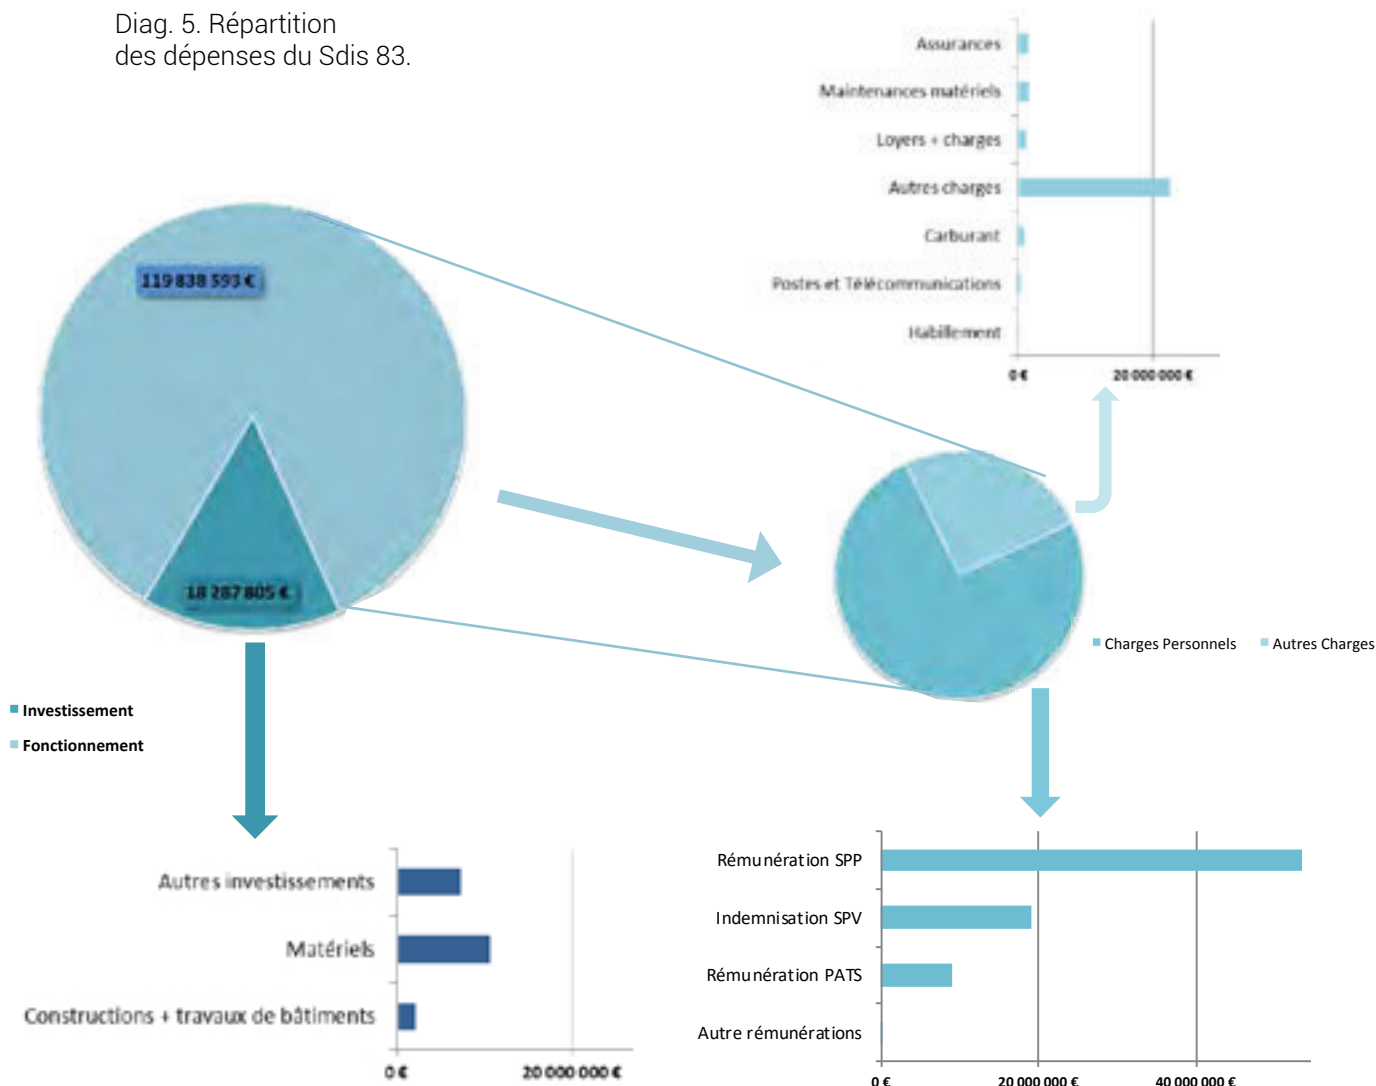 Diag. 5. Répartition
des dépenses du Sdis 83.
Assurances
Maintenances matériels
Loyers + charges
Autres charges
Carburant
Postes et Télécommunications
Habillement
0 €
20 000 000 €
119 838 593 €
18 287 805 €
Charges Personnels
Autres Charges
Investissement
Fonctionnement
Autres investissements
Matériels
Constructions + travaux de bâtiments
0 €
20 000 000 €
Rémunération SPP
Indemnisation SPV
Rémunération PATS
Autre rémunérations
0 €
20 000 000 €
40 000 000 €